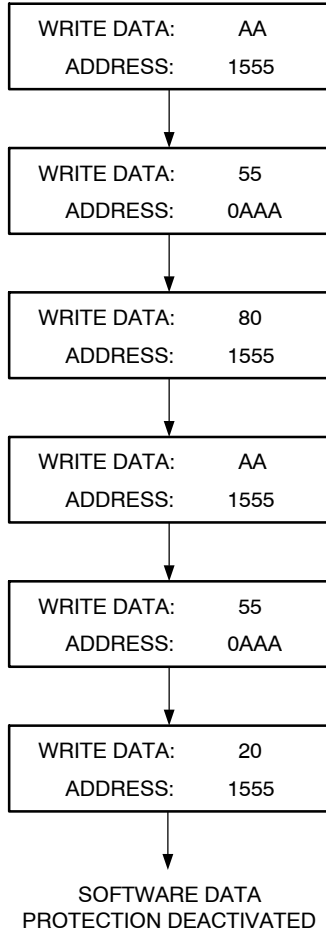 WRITE DATA: AA
ADDRESS: 1555
WRITE DATA: 55
ADDRESS: 0AAA
WRITE DATA: 80
ADDRESS: 1555
WRITE DATA: AA
ADDRESS: 1555
WRITE DATA: 55
ADDRESS: 0AAA
WRITE DATA: 20
ADDRESS: 1555
SOFTWARE DATA
PROTECTION DEACTIVATED